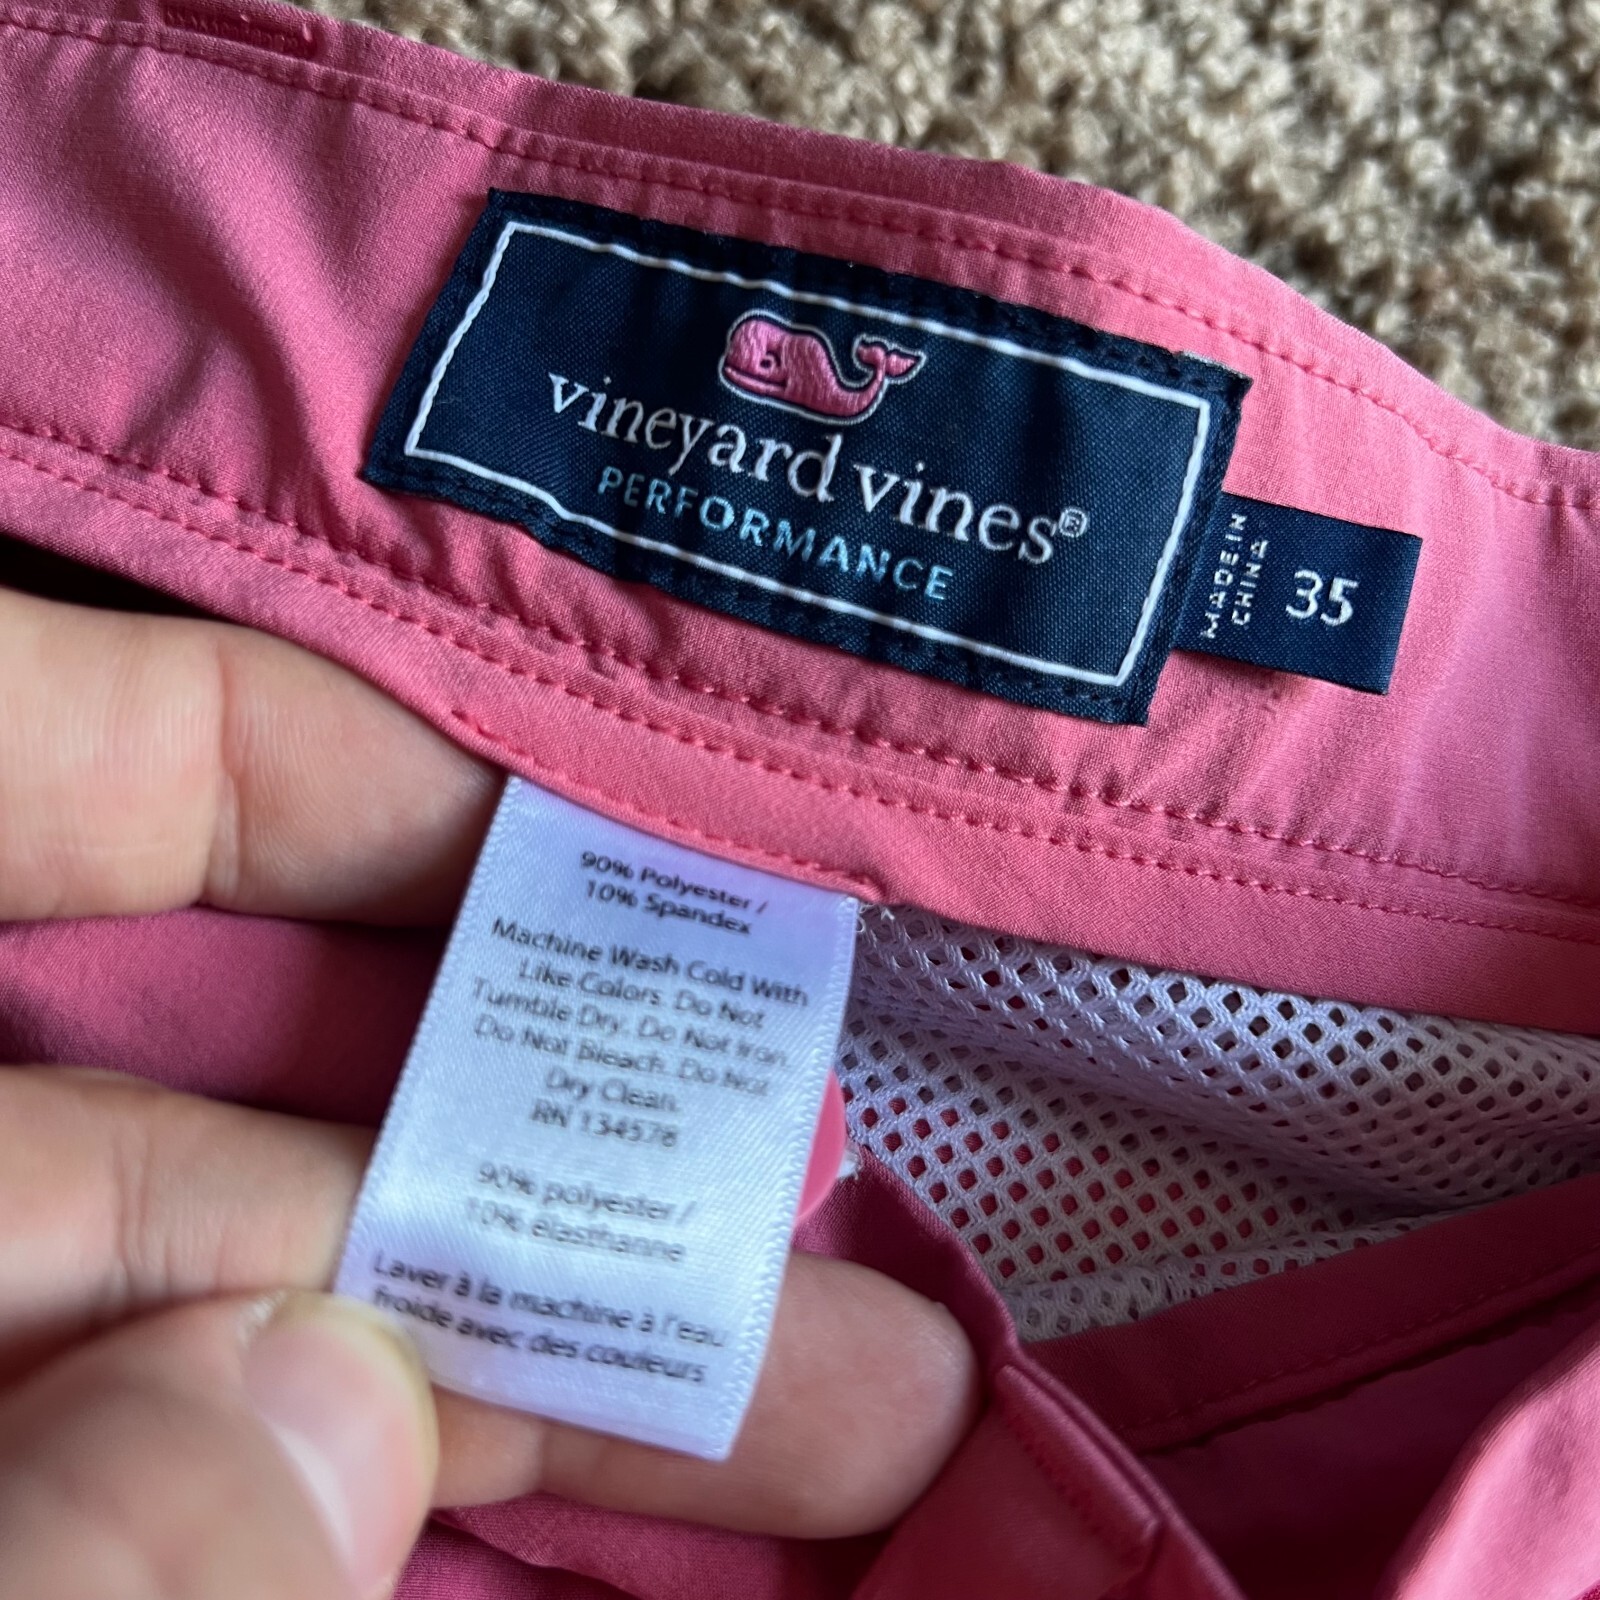 vineyard vines®
PERFORMANCE
MADE IN
CHINA
35
90% Polyester /
10% Spandex
Machine Wash Cold With
Like Colors. Do Not
Tumble Dry. Do Not Iron.
Do Not Bleach. Do Not
Dry Clean.
RN 134578
90% polyester /
10% élasthanne
Laver à la machine à l'eau
froide avec des couleurs